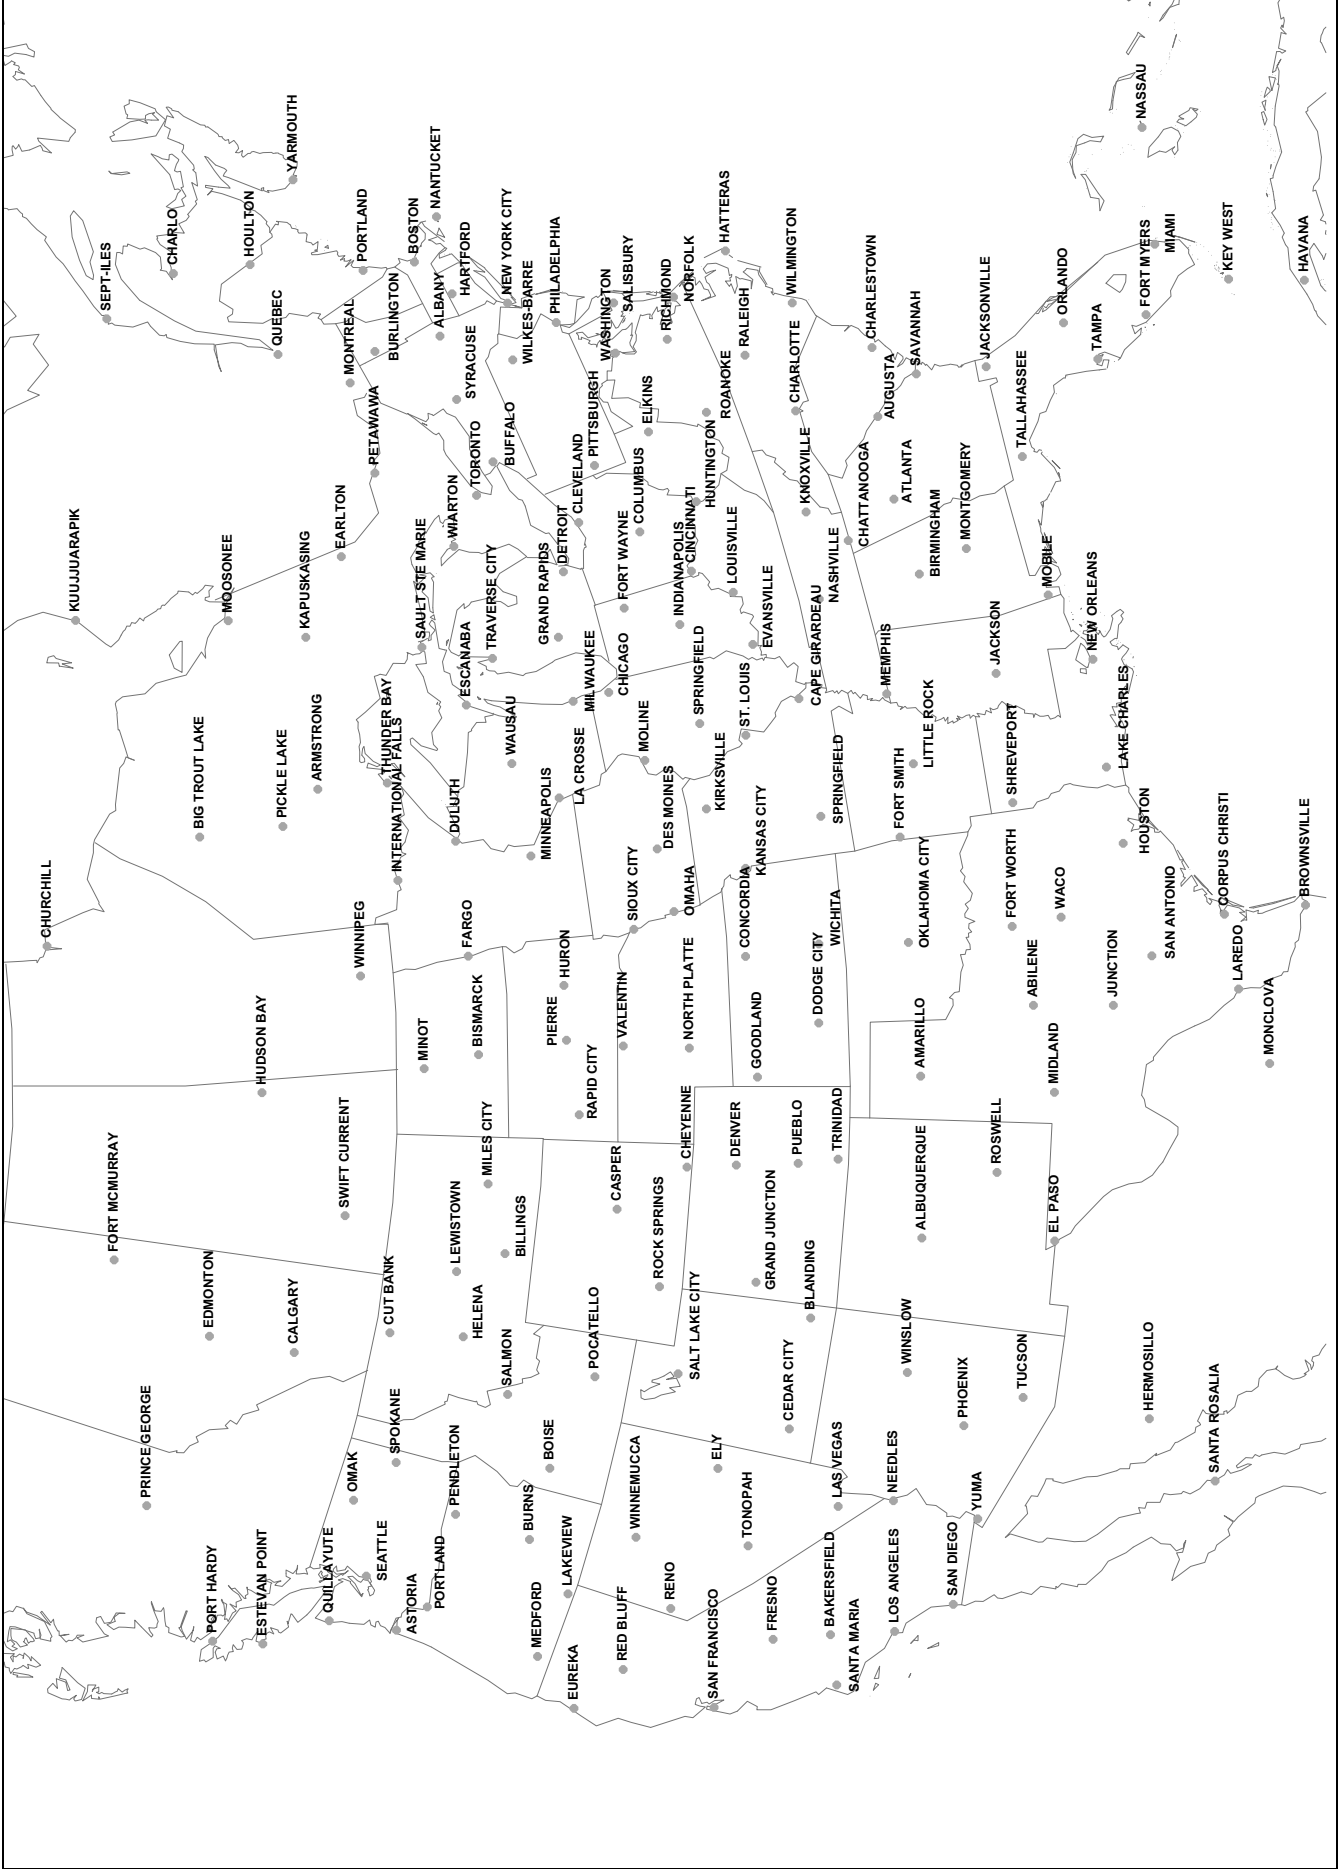 CHURCHILL
KUUJJUARAPIK
SEPT-ILES
FORT MCMURRAY
PRINCE GEORGE
CHARLO
BIG TROUT LAKE
MOOSONEE
EDMONTON
PORT HARDY
HOULTON
YARMOUTH
HUDSON BAY
ESTEVAN POINT
PICKLE LAKE
QUEBEC
CALGARY
KAPUSKASING
ARMSTRONG
QUILLAYUTE
SWIFT CURRENT
EARLTON
MONTREAL
OMAK
WINNIPEG
PORTLAND
SEATTLE
PETAWAWA
BURLINGTON
THUNDER BAY
CUT BANK
SPOKANE
INTERNATIONAL FALLS
ASTORIA
BOSTON
SAULT STE MARIE
MINOT
NANTUCKET
PORTLAND
ALBANY
WIARTON
DULUTH
LEWISTOWN
PENDLETON
HARTFORD
SYRACUSE
ESCANABA
FARGO
HELENA
TORONTO
BISMARCK
MILES CITY
TRAVERSE CITY
BUFFALO
NEW YORK CITY
SALMON
BILLINGS
WAUSAU
WILKES-BARRE
BURNS
MINNEAPOLIS
MEDFORD
BOISE
GRAND RAPIDS
PHILADELPHIA
DETROIT
HURON
PIERRE
LAKEVIEW
EUREKA
LA CROSSE
CLEVELAND
MILWAUKEE
RAPID CITY
POCATELLO
PITTSBURGH
WASHINGTON
SALISBURY
CHICAGO
FORT WAYNE
VALENTIN
CASPER
RED BLUFF
SIOUX CITY
WINNEMUCCA
COLUMBUS
MOLINE
ELKINS
DES MOINES
ROCK SPRINGS
RICHMOND
NORFOLK
RENO
OMAHA
INDIANAPOLIS
CINCINNATI
NORTH PLATTE
CHEYENNE
SALT LAKE CITY
SPRINGFIELD
HUNTINGTON
KIRKSVILLE
ROANOKE
HATTERAS
SAN FRANCISCO
ELY
LOUISVILLE
DENVER
RALEIGH
ST. LOUIS
CONCORDIA
KANSAS CITY
TONOPAH
GOODLAND
EVANSVILLE
GRAND JUNCTION
FRESNO
CEDAR CITY
WILMINGTON
CHARLOTTE
PUEBLO
KNOXVILLE
CAPE GIRARDEAU
BLANDING
DODGE CITY
WICHITA
NASHVILLE
SPRINGFIELD
BAKERSFIELD
TRINIDAD
LAS VEGAS
SANTA MARIA
CHATTANOOGA
CHARLESTOWN
AUGUSTA
MEMPHIS
NEEDLES
LOS ANGELES
ATLANTA
FORT SMITH
SAVANNAH
LITTLE ROCK
WINSLOW
OKLAHOMA CITY
AMARILLO
ALBUQUERQUE
BIRMINGHAM
SAN DIEGO
PHOENIX
MONTGOMERY
YUMA
JACKSONVILLE
JACKSON
ROSWELL
TALLAHASSEE
TUCSON
SHREVEPORT
FORT WORTH
ABILENE
MOBILE
EL PASO
MIDLAND
WACO
ORLANDO
NEW ORLEANS
TAMPA
LAKE CHARLES
JUNCTION
HOUSTON
NASSAU
FORT MYERS
HERMOSILLO
MIAMI
SAN ANTONIO
SANTA ROSALIA
CORPUS CHRISTI
KEY WEST
LAREDO
MONCLOVA
HAVANA
BROWNSVILLE